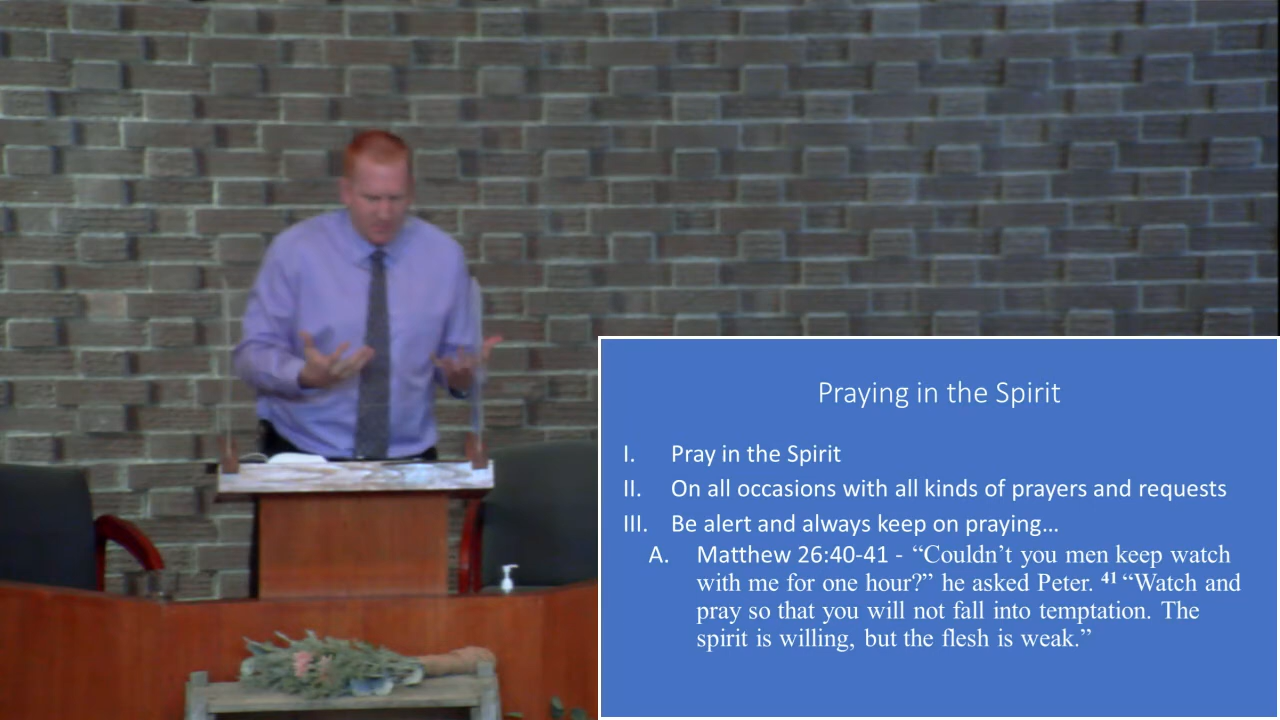 Praying in the Spirit
I. Pray in the Spirit
II. On all occasions with all kinds of prayers and requests
III. Be alert and always keep on praying…
A. Matthew 26:40-41 - “Couldn’t you men keep watch
with me for one hour?” he asked Peter. 41 “Watch and
pray so that you will not fall into temptation. The
spirit is willing, but the flesh is weak.”